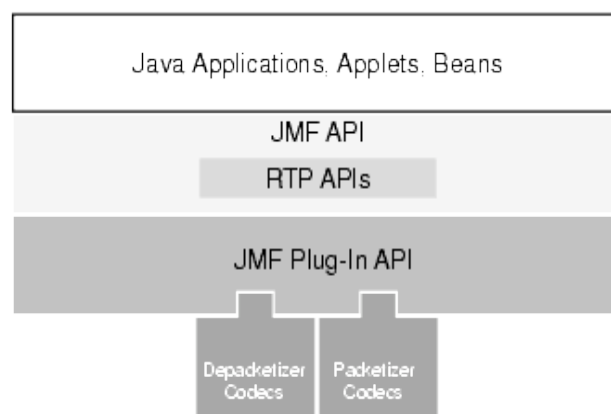 Java Applications, Applets, Beans
JMF API
RTP APIs
JMF Plug-In API
Depacketizer
Codecs
Packetizer
Codecs